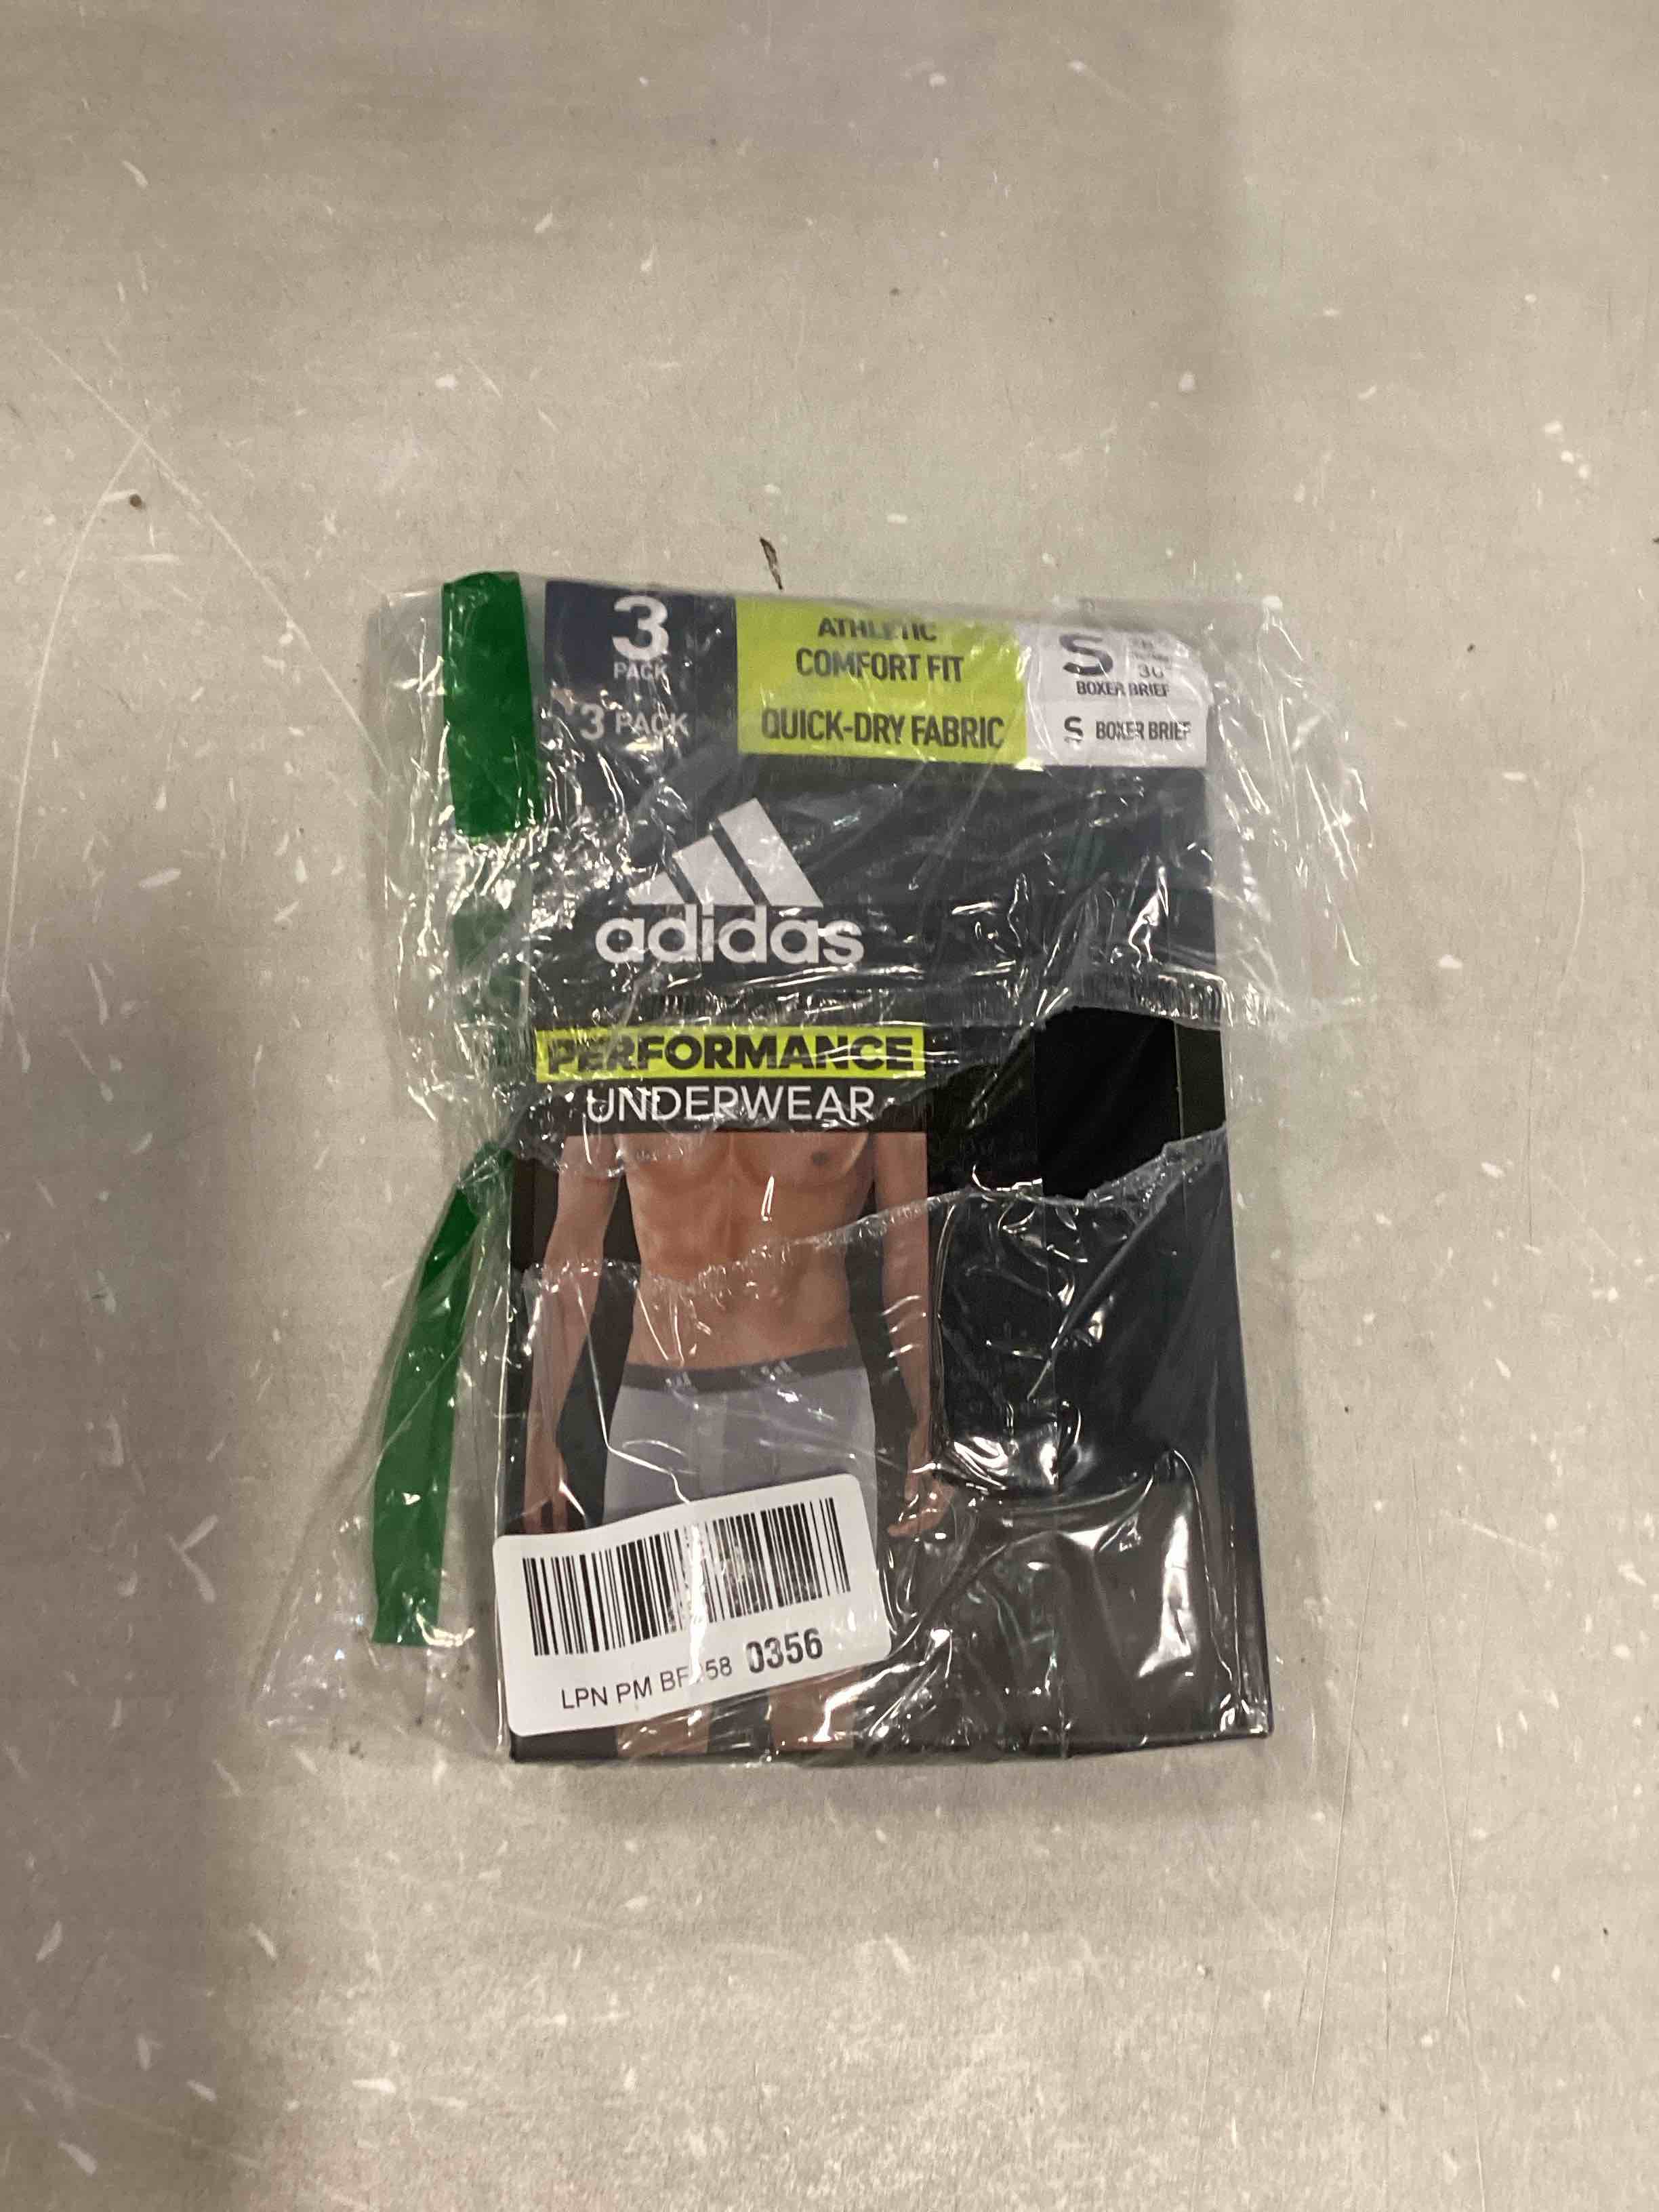 3
PACK
3 PACK
ATHLETIC
COMFORT FIT
QUICK-DRY FABRIC
S
30
BOXER BRIEF
S BOXER BRIEF
adidas
PERFORMANCE
UNDERWEAR
LPN PM 0356